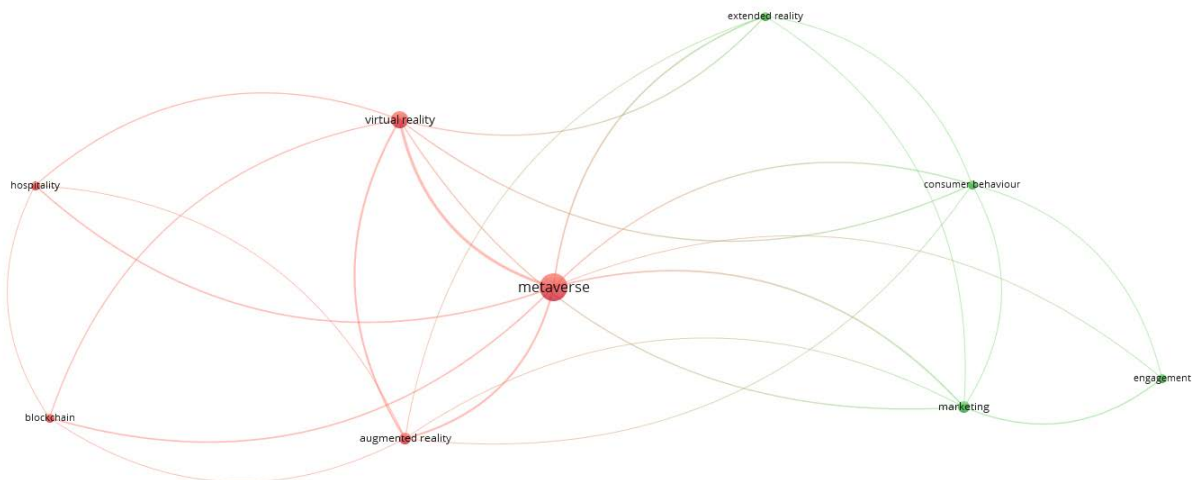 extended reality
virtual reality
hospitality
consumer behaviour
metaverse
engagement
marketing
blockchain
augmented reality